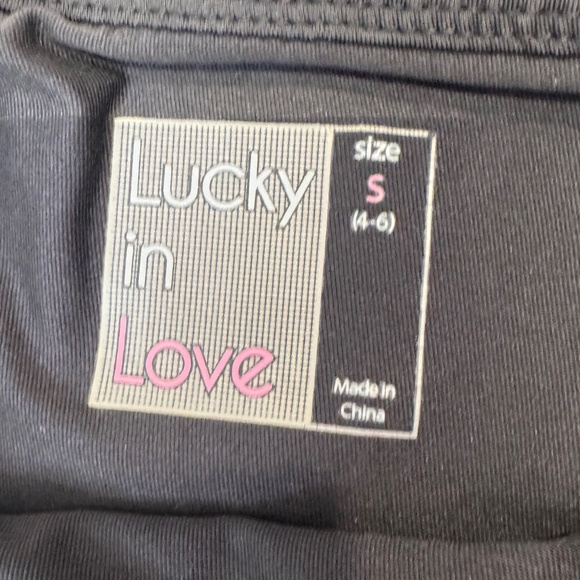 Lucky
in
Love
size
S
(4-6)
Made in
China